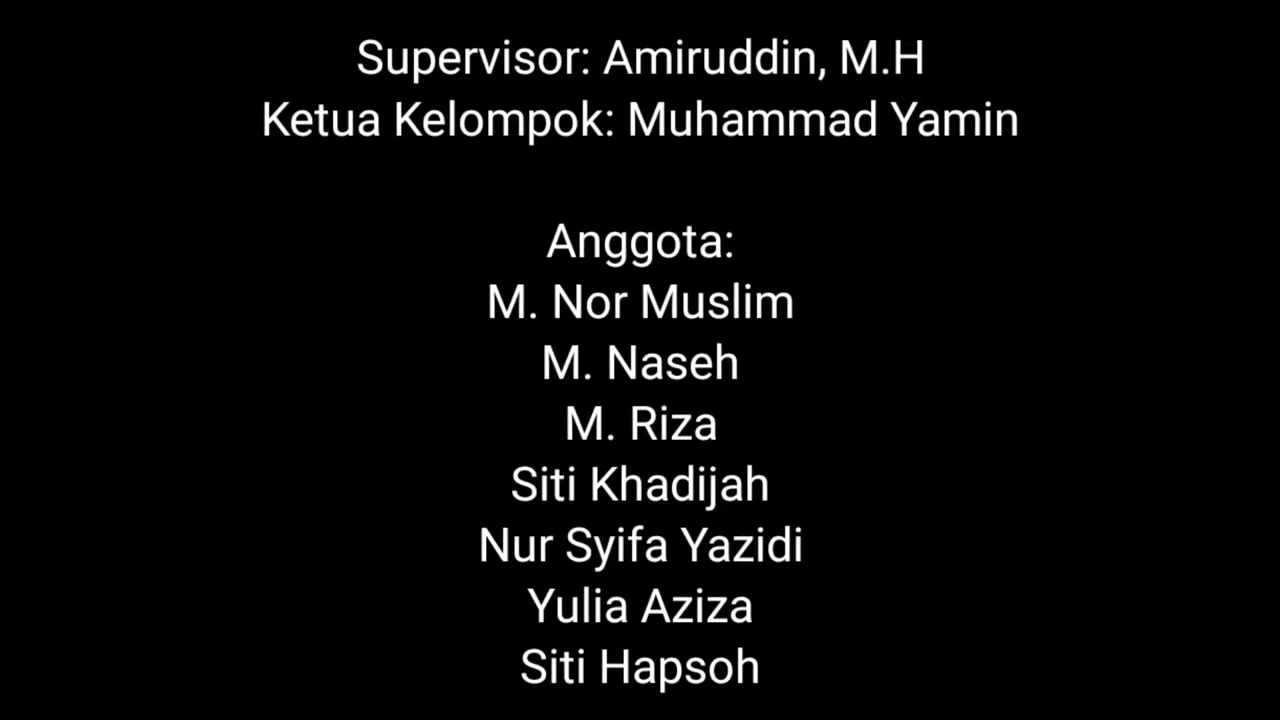 Supervisor: Amiruddin, M.H
Ketua Kelompok: Muhammad Yamin
Anggota:
M. Nor Muslim
M. Naseh
M. Riza
Siti Khadijah
Nur Syifa Yazidi
Yulia Aziza
Siti Hapsoh